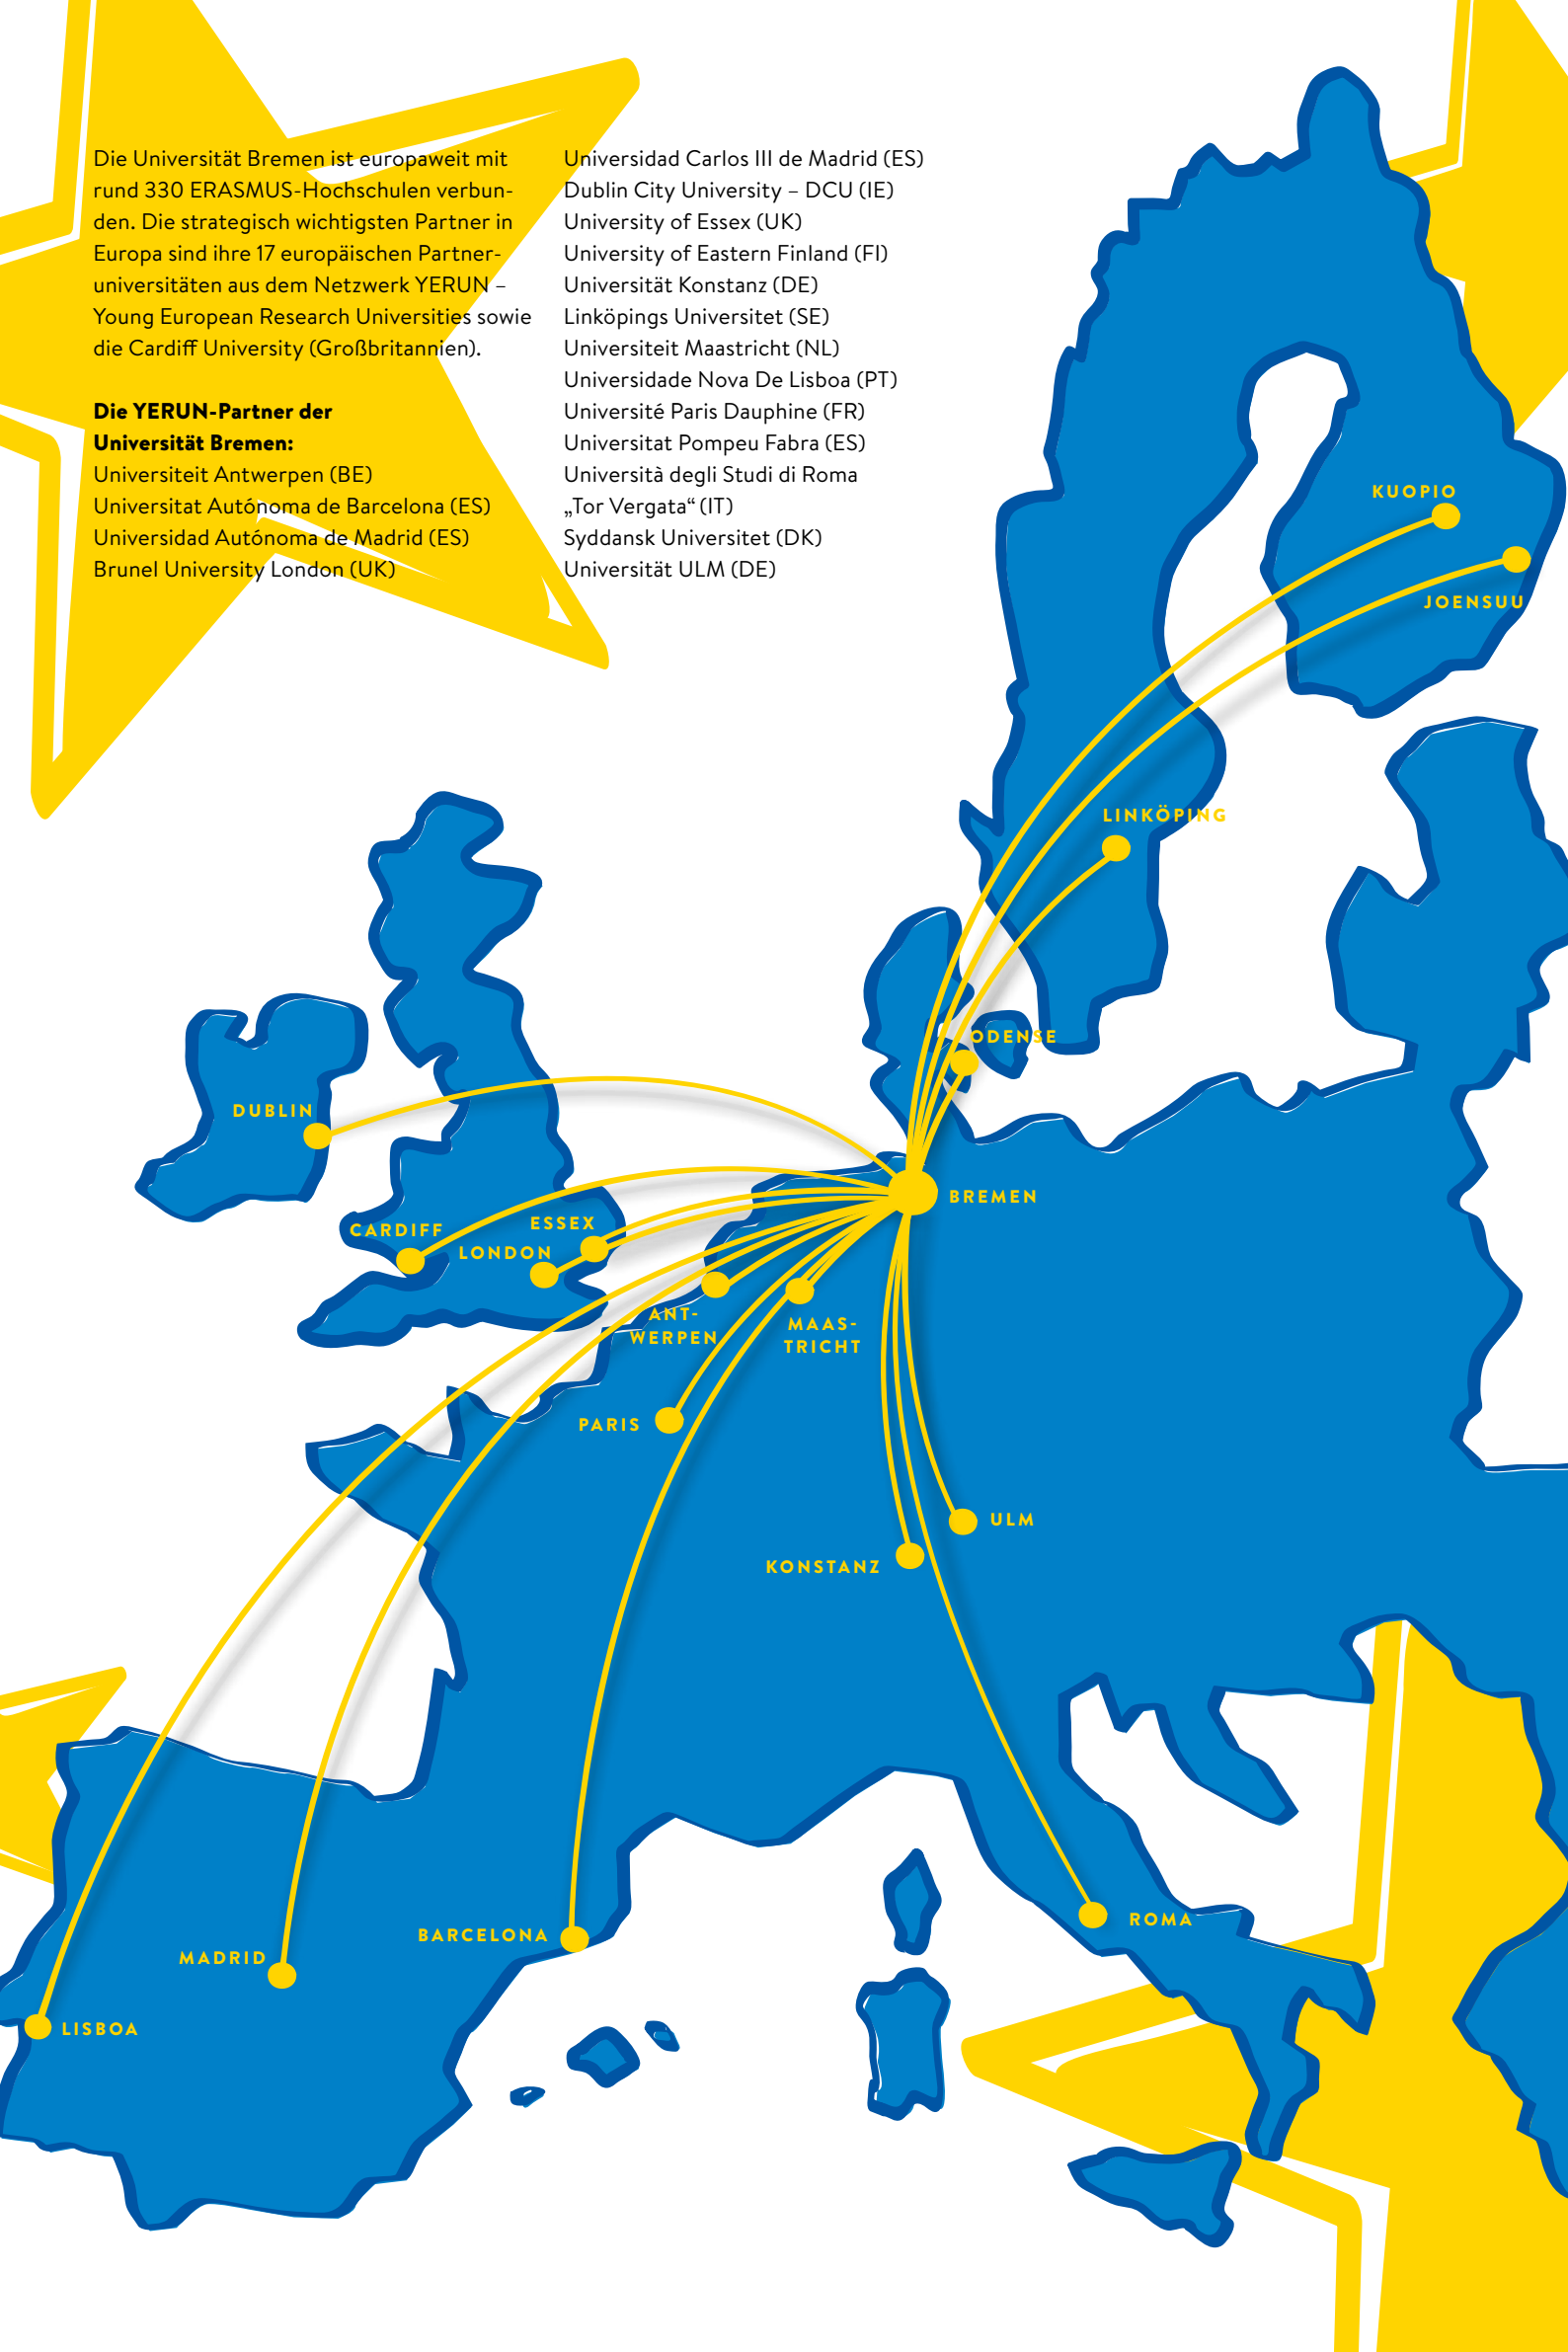 Die Universität Bremen ist europaweit mit
rund 330 ERASMUS-Hochschulen verbun-
den. Die strategisch wichtigsten Partner in
Europa sind ihre 17 europäischen Partner-
universitäten aus dem Netzwerk YERUN –
Young European Research Universities sowie
die Cardiff University (Großbritannien).
Die YERUN-Partner der
Universität Bremen:
Universiteit Antwerpen (BE)
Universitat Autónoma de Barcelona (ES)
Universidad Autónoma de Madrid (ES)
Brunel University London (UK)
Universidad Carlos III de Madrid (ES)
Dublin City University – DCU (IE)
University of Essex (UK)
University of Eastern Finland (FI)
Universität Konstanz (DE)
Linköpings Universitet (SE)
Universiteit Maastricht (NL)
Universidade Nova De Lisboa (PT)
Université Paris Dauphine (FR)
Universitat Pompeu Fabra (ES)
Università degli Studi di Roma
„Tor Vergata“ (IT)
Syddansk Universitet (DK)
Universität ULM (DE)
KUOPIO
JOENSUU
LINKÖPING
ODENSE
DUBLIN
BREMEN
CARDIFF
ESSEX
LONDON
ANT-
WERPEN
MAAS-
TRICHT
PARIS
ULM
KONSTANZ
ROMA
BARCELONA
MADRID
LISBOA